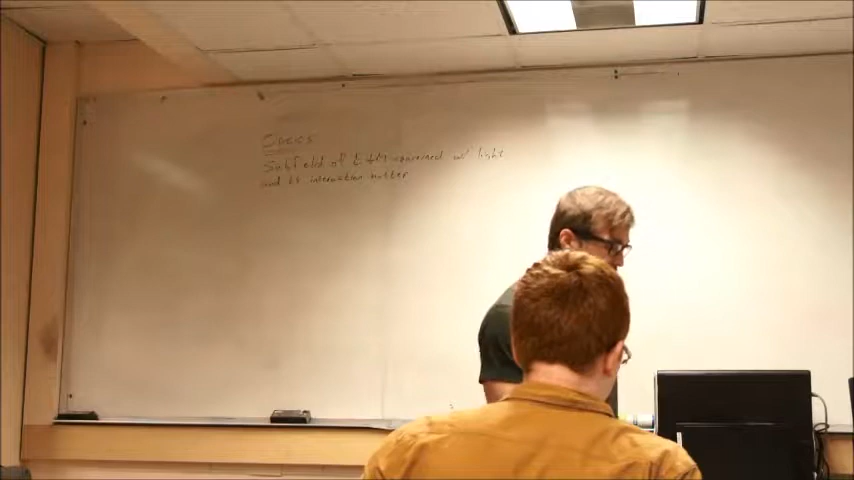 Optics
Subfield of E&M concerned w/ light
and its interaction matter